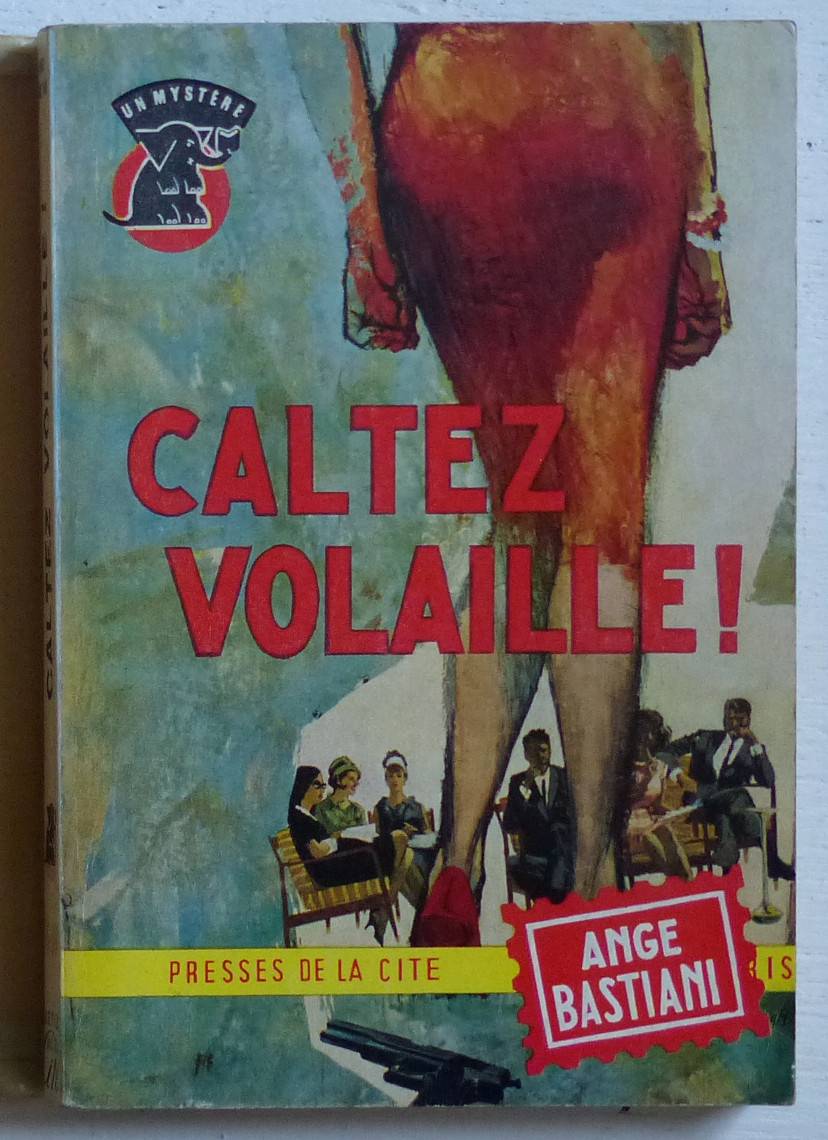 UN MYSTÈRE
CALTEZ
VOLAILLE!
PRESSES DE LA CITE
ANGE
BASTIANI
CALTEZ VOLAILLE!